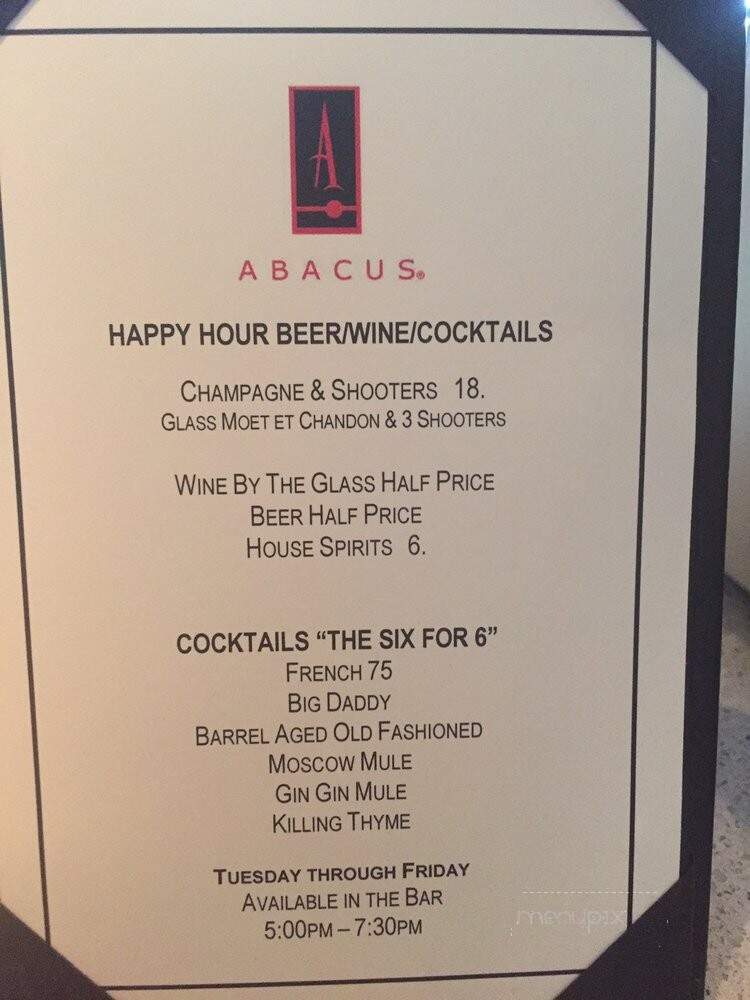 A
ABACUS®
HAPPY HOUR BEER/WINE/COCKTAILS
CHAMPAGNE & SHOOTERS 18.
GLASS MOET ET CHANDON & 3 SHOOTERS
WINE BY THE GLASS HALF PRICE
BEER HALF PRICE
HOUSE SPIRITS 6.
COCKTAILS “THE SIX FOR 6”
FRENCH 75
BIG DADDY
BARREL AGED OLD FASHIONED
MOSCOW MULE
GIN GIN MULE
KILLING THYME
TUESDAY THROUGH FRIDAY
AVAILABLE IN THE BAR
5:00PM – 7:30PM
menupix